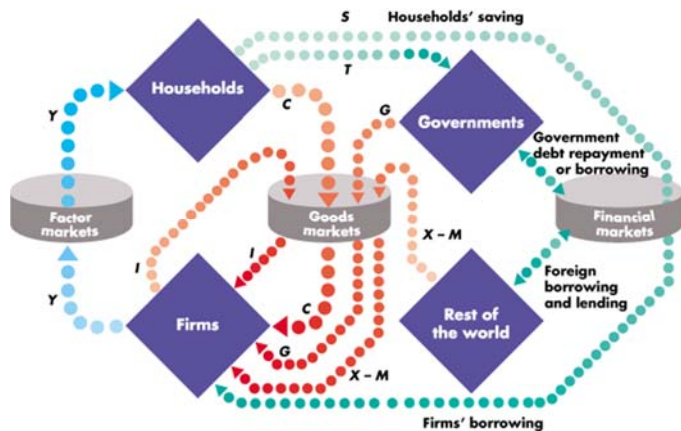 S
Households' saving
T
Households
Y
C
G
Governments
Government
debt repayment
or borrowing
Factor
markets
Goods
markets
Financial
markets
I
I
X – M
Foreign
borrowing
and lending
Y
Firms
C
Rest of
the world
G
X – M
Firms' borrowing